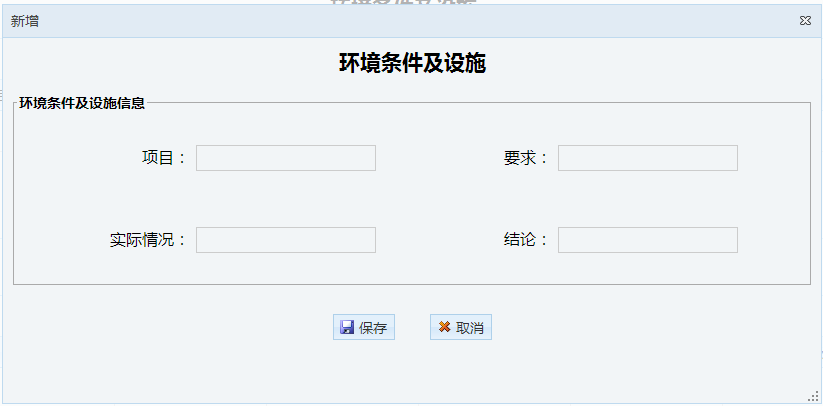 新增
环境条件及设施
环境条件及设施信息
项目：
要求：
实际情况：
结论：
保存
取消